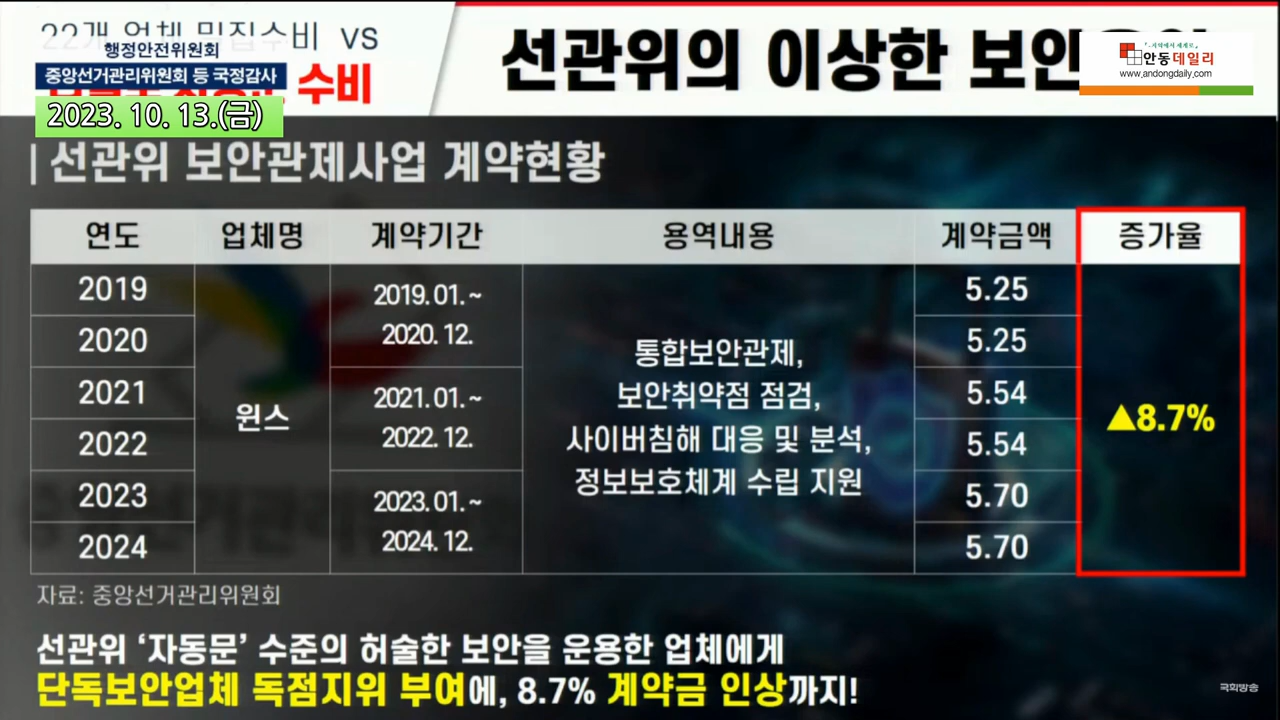 22개 업체 밀집수비 VS
행정안전위원회
중앙선거관리위원회 등 국정감사
수비
2023. 10. 13.(금)
선관위의 이상한 보안
안동데일리
www.andongdaily.com
선관위 보안관제사업 계약현황
연도 업체명 계약기간 용역내용 계약금액 증가율
2019 2019. 01. ~ 5.25
2020 2020. 12. 5.25
2021 2021. 01. ~ 5.54
2022 2022. 12. 5.54
2023 2023. 01. ~ 5.70
2024 2024. 12. 5.70
윈스
통합보안관제,
보안취약점 점검,
사이버침해 대응 및 분석,
정보보호체계 수립 지원
▲8.7%
자료: 중앙선거관리위원회
선관위 ‘자동문’ 수준의 허술한 보안을 운용한 업체에게
단독보안업체 독점지위 부여에, 8.7% 계약금 인상까지!
국회방송